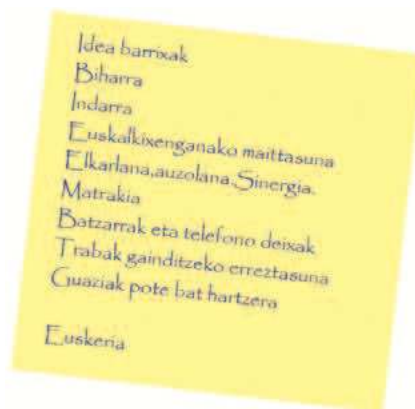 Idea barrixak
Biharra
Indarra
Euskalkixenganako maittasuna
Elkarlana,auzolana.Sinergia.
Matrakia
Batzarrak eta telefono deixak
Trabak gainditzeko erreztasuna
Guaziak pote bat hartzera
Euskeria